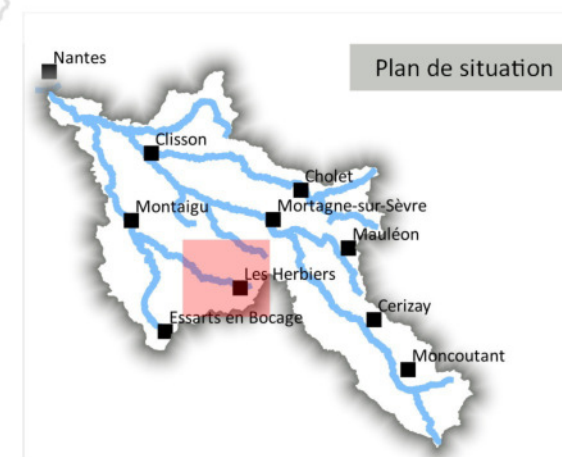 Nantes
Plan de situation
Clisson
Cholet
Montaigu
Mortagne-sur-Sèvre
Mauléon
Les Herbiers
Cerizay
Essarts en Bocage
Moncoutant